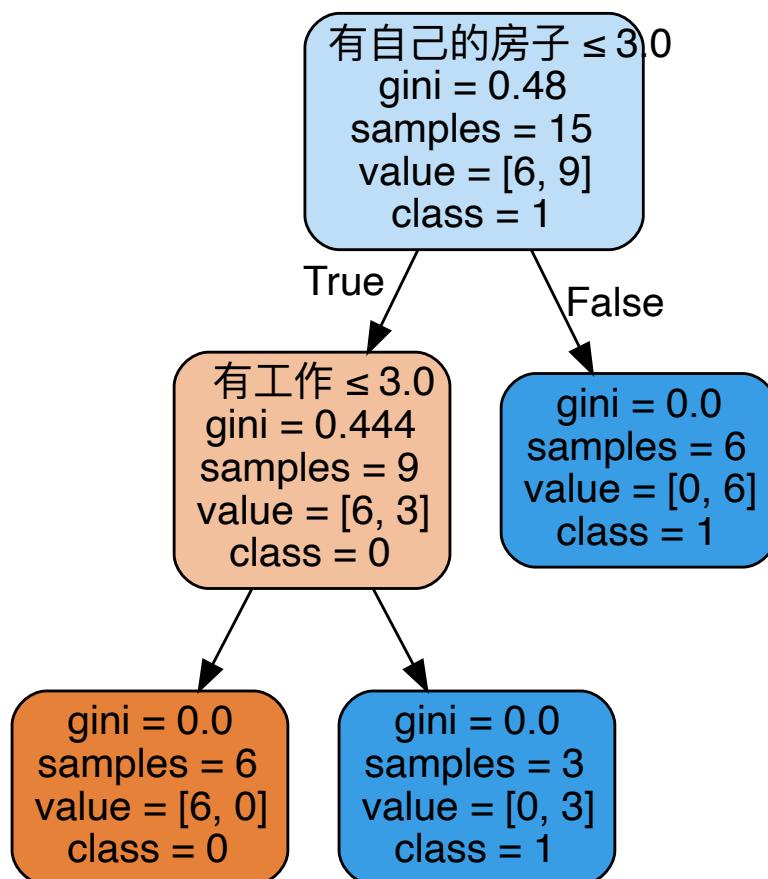 有自己的房子 ≤ 3.0
gini = 0.48
samples = 15
value = [6, 9]
class = 1
True
False
有工作 ≤ 3.0
gini = 0.444
samples = 9
value = [6, 3]
class = 0
gini = 0.0
samples = 6
value = [0, 6]
class = 1
gini = 0.0
samples = 6
value = [6, 0]
class = 0
gini = 0.0
samples = 3
value = [0, 3]
class = 1